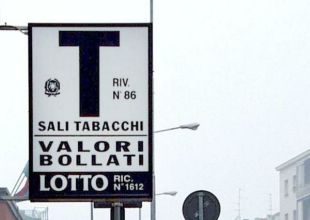 T
RIV.
N° 86
SALI TABACCHI
VALORI
BOLLATI
LOTTO RIC.
N° 1612